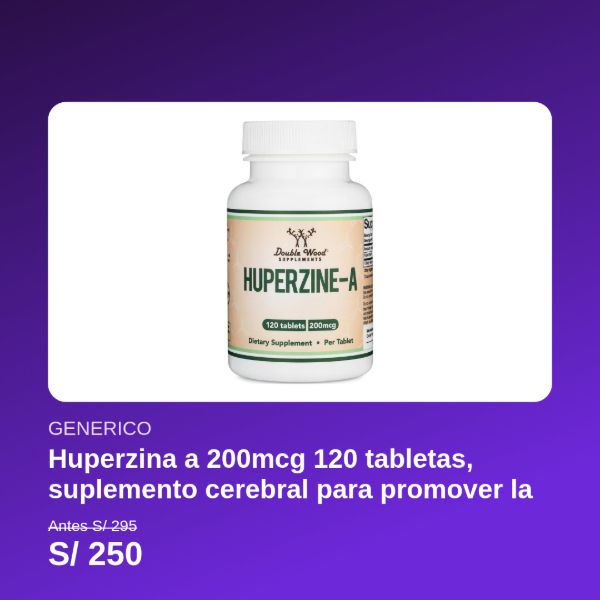 Double Wood
SUPPLEMENTS
HUPERZINE-A
120 tablets 200mcg
Dietary Supplement • Per Tablet
GENERICO
Huperzina a 200mcg 120 tabletas,
suplemento cerebral para promover la
Antes S/ 295
S/ 250